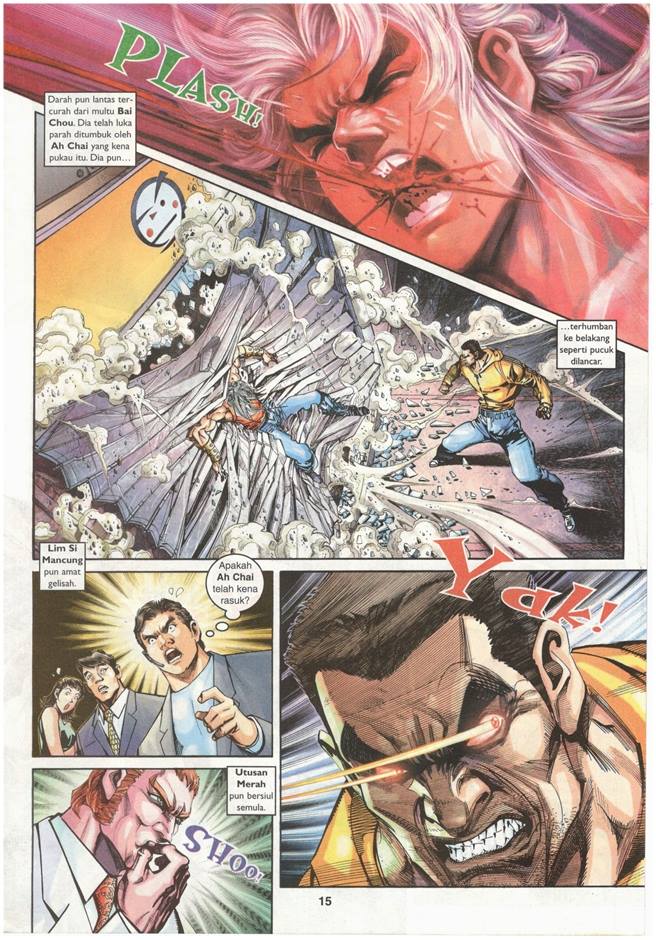 PLASH!
Darah pun lantas ter-
curah dari multu Bai
Chou. Dia telah luka
parah ditumbuk oleh
Ah Chai yang kena
pukau itu. Dia pun...
...terhumban
ke belakang
seperti pucuk
dilancar.
Lim Si
Mancung
pun amat
gelisah.
Apakah
Ah Chai
telah kena
rasuk?
Yak!
Utusan
Merah
pun bersiul
semula.
SHOO!
15